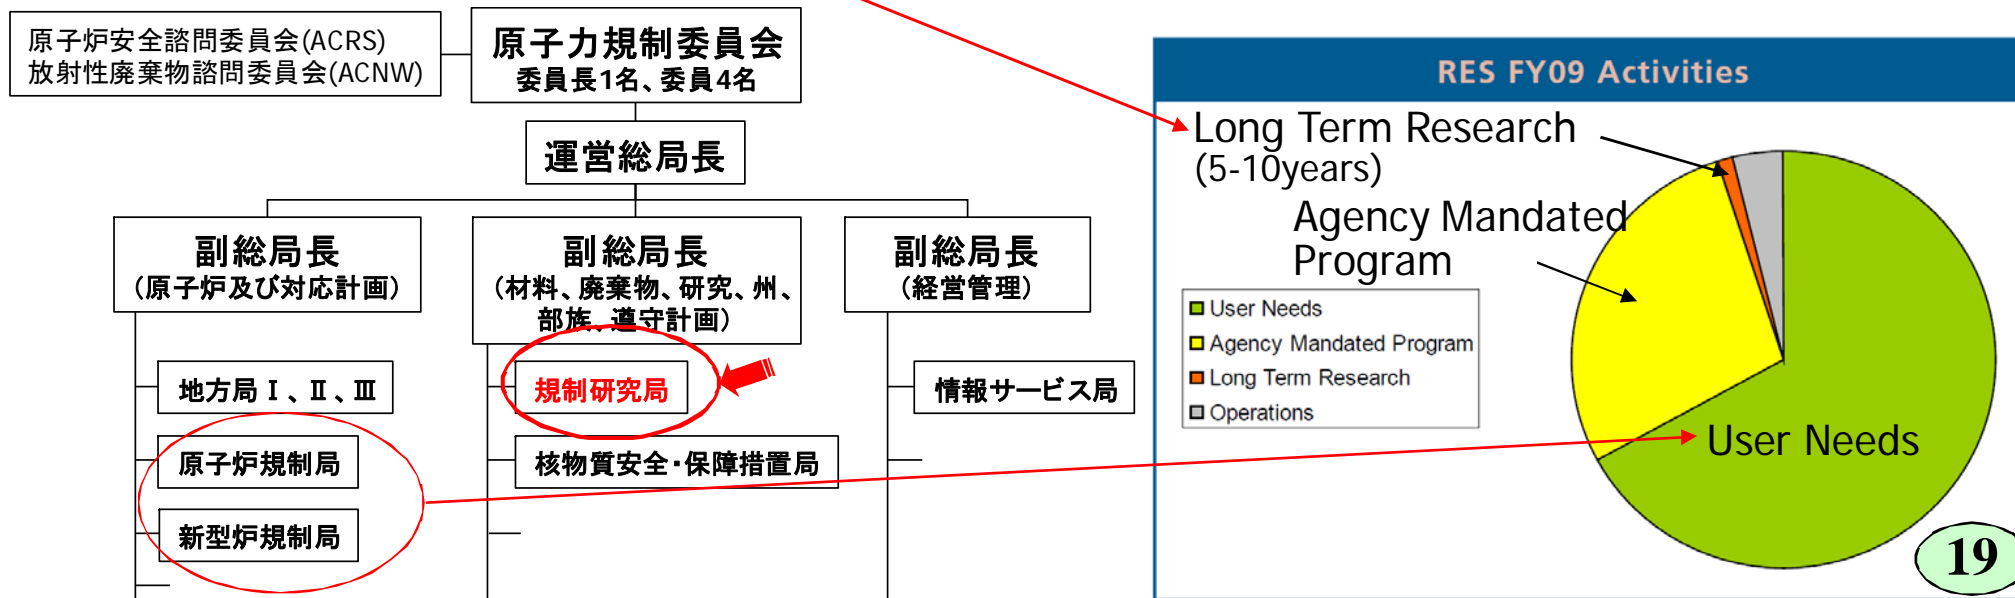 原子炉安全諮問委員会(ACRS)
放射性廃棄物諮問委員会(ACNW)
原子力規制委員会
委員長1名、委員4名
運営総局長
副総局長
(原子炉及び対応計画)
副総局長
(材料、廃棄物、研究、州、
部族、遵守計画)
副総局長
(経営管理)
地方局Ⅰ、Ⅱ、Ⅲ
規制研究局
情報サービス局
原子炉規制局
核物質安全・保障措置局
新型炉規制局
RES FY09 Activities
Long Term Research
(5-10years)
Agency Mandated
Program
User Needs
Agency Mandated Program
Long Term Research
Operations
User Needs
19